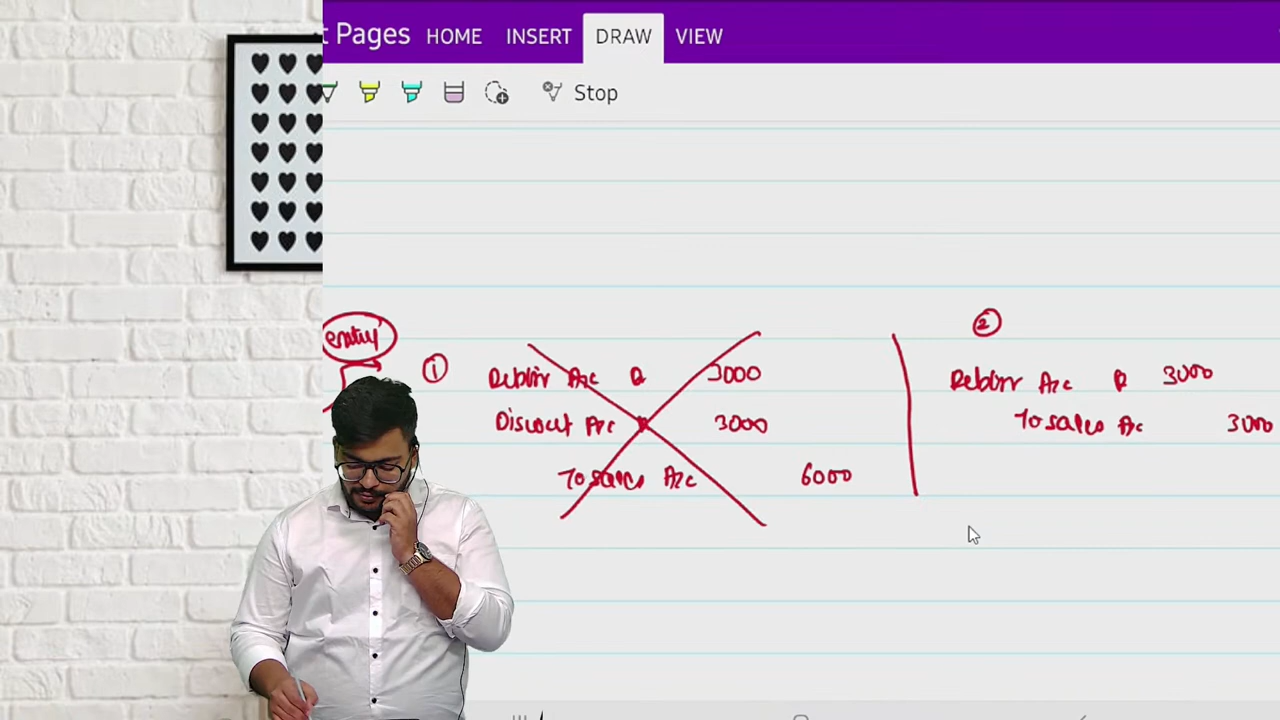 t Pages HOME INSERT DRAW VIEW
Stop
entry
① Debtor A/c Dr 3000
Discount A/c 3000
To Sales A/c 6000
②
Debtor A/c Dr 3000
To Sales A/c 3000